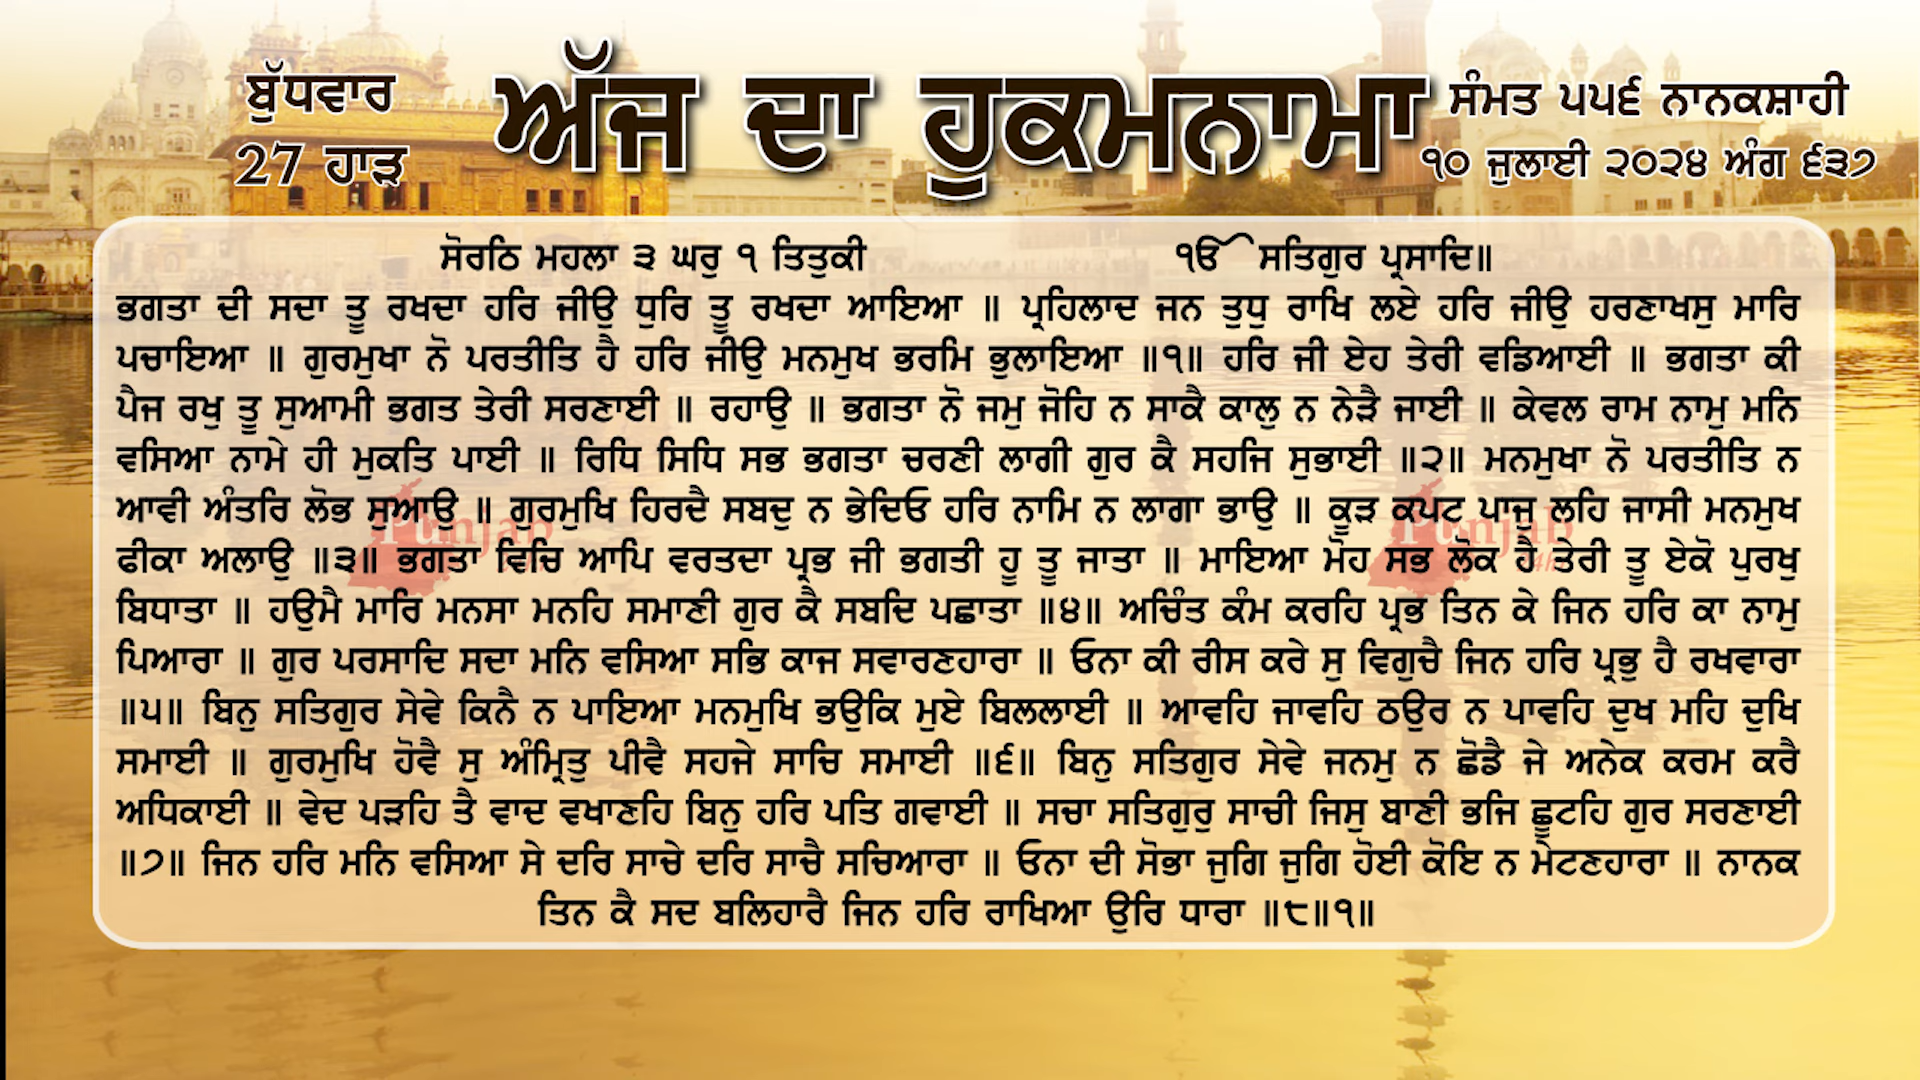 ਬੁੱਧਵਾਰ
27 ਹਾੜ
ਅੱਜ ਦਾ ਹੁਕਮਨਾਮਾ
ਸੰਮਤ ੫੫੬ ਨਾਨਕਸ਼ਾਹੀ
੧੦ ਜੁਲਾਈ ੨੦੨੪ ਅੰਗ ੬੩੭
ਸੋਰਠਿ ਮਹਲਾ ੩ ਘਰੁ ੧ ਤਿਤੁਕੀ ੴ ਸਤਿਗੁਰ ਪ੍ਰਸਾਦਿ॥
ਭਗਤਾ ਦੀ ਸਦਾ ਤੂ ਰਖਦਾ ਹਰਿ ਜੀਉ ਧੁਰਿ ਤੂ ਰਖਦਾ ਆਇਆ ॥ ਪ੍ਰਹਿਲਾਦ ਜਨ ਤੁਧੁ ਰਾਖਿ ਲਏ ਹਰਿ ਜੀਉ ਹਰਣਾਖਸੁ ਮਾਰਿ
ਪਚਾਇਆ ॥ ਗੁਰਮੁਖਾ ਨੋ ਪਰਤੀਤਿ ਹੈ ਹਰਿ ਜੀਉ ਮਨਮੁਖ ਭਰਮਿ ਭੁਲਾਇਆ ॥੧॥ ਹਰਿ ਜੀ ਏਹ ਤੇਰੀ ਵਡਿਆਈ ॥ ਭਗਤਾ ਕੀ
ਪੈਜ ਰਖੁ ਤੂ ਸੁਆਮੀ ਭਗਤ ਤੇਰੀ ਸਰਣਾਈ ॥ ਰਹਾਉ ॥ ਭਗਤਾ ਨੋ ਜਮੁ ਜੋਹਿ ਨ ਸਾਕੈ ਕਾਲੁ ਨ ਨੇੜੈ ਜਾਈ ॥ ਕੇਵਲ ਰਾਮ ਨਾਮੁ ਮਨਿ
ਵਸਿਆ ਨਾਮੇ ਹੀ ਮੁਕਤਿ ਪਾਈ ॥ ਰਿਧਿ ਸਿਧਿ ਸਭ ਭਗਤਾ ਚਰਣੀ ਲਾਗੀ ਗੁਰ ਕੈ ਸਹਜਿ ਸੁਭਾਈ ॥੨॥ ਮਨਮੁਖਾ ਨੋ ਪਰਤੀਤਿ ਨ
ਆਵੀ ਅੰਤਰਿ ਲੋਭ ਸੁਆਉ ॥ ਗੁਰਮੁਖਿ ਹਿਰਦੈ ਸਬਦੁ ਨ ਭੇਦਿਓ ਹਰਿ ਨਾਮਿ ਨ ਲਾਗਾ ਭਾਉ ॥ ਕੂੜ ਕਪਟ ਪਾਜੁ ਲਹਿ ਜਾਸੀ ਮਨਮੁਖ
ਫੀਕਾ ਅਲਾਉ ॥੩॥ ਭਗਤਾ ਵਿਚਿ ਆਪਿ ਵਰਤਦਾ ਪ੍ਰਭ ਜੀ ਭਗਤੀ ਹੂ ਤੂ ਜਾਤਾ ॥ ਮਾਇਆ ਮੋਹ ਸਭ ਲੋਕ ਹੈ ਤੇਰੀ ਤੂ ਏਕੋ ਪੁਰਖੁ
ਬਿਧਾਤਾ ॥ ਹਉਮੈ ਮਾਰਿ ਮਨਸਾ ਮਨਹਿ ਸਮਾਣੀ ਗੁਰ ਕੈ ਸਬਦਿ ਪਛਾਤਾ ॥੪॥ ਅਚਿੰਤ ਕੰਮ ਕਰਹਿ ਪ੍ਰਭ ਤਿਨ ਕੇ ਜਿਨ ਹਰਿ ਕਾ ਨਾਮੁ
ਪਿਆਰਾ ॥ ਗੁਰ ਪਰਸਾਦਿ ਸਦਾ ਮਨਿ ਵਸਿਆ ਸਭਿ ਕਾਜ ਸਵਾਰਣਹਾਰਾ ॥ ਓਨਾ ਕੀ ਰੀਸ ਕਰੇ ਸੁ ਵਿਗੁਚੈ ਜਿਨ ਹਰਿ ਪ੍ਰਭੁ ਹੈ ਰਖਵਾਰਾ
॥੫॥ ਬਿਨੁ ਸਤਿਗੁਰ ਸੇਵੇ ਕਿਨੈ ਨ ਪਾਇਆ ਮਨਮੁਖਿ ਭਉਕਿ ਮੁਏ ਬਿਲਲਾਈ ॥ ਆਵਹਿ ਜਾਵਹਿ ਠਉਰ ਨ ਪਾਵਹਿ ਦੁਖ ਮਹਿ ਦੁਖਿ
ਸਮਾਈ ॥ ਗੁਰਮੁਖਿ ਹੋਵੈ ਸੁ ਅੰਮ੍ਰਿਤੁ ਪੀਵੈ ਸਹਜੇ ਸਾਚਿ ਸਮਾਈ ॥੬॥ ਬਿਨੁ ਸਤਿਗੁਰ ਸੇਵੇ ਜਨਮੁ ਨ ਛੋਡੈ ਜੇ ਅਨੇਕ ਕਰਮ ਕਰੈ
ਅਧਿਕਾਈ ॥ ਵੇਦ ਪੜਹਿ ਤੈ ਵਾਦ ਵਖਾਣਹਿ ਬਿਨੁ ਹਰਿ ਪਤਿ ਗਵਾਈ ॥ ਸਚਾ ਸਤਿਗੁਰੁ ਸਾਚੀ ਜਿਸੁ ਬਾਣੀ ਭਜਿ ਛੂਟਹਿ ਗੁਰ ਸਰਣਾਈ
॥੭॥ ਜਿਨ ਹਰਿ ਮਨਿ ਵਸਿਆ ਸੇ ਦਰਿ ਸਾਚੇ ਦਰਿ ਸਾਚੈ ਸਚਿਆਰਾ ॥ ਓਨਾ ਦੀ ਸੋਭਾ ਜੁਗਿ ਜੁਗਿ ਹੋਈ ਕੋਇ ਨ ਮੇਟਣਹਾਰਾ ॥ ਨਾਨਕ
ਤਿਨ ਕੈ ਸਦ ਬਲਿਹਾਰੈ ਜਿਨ ਹਰਿ ਰਾਖਿਆ ਉਰਿ ਧਾਰਾ ॥੮॥੧॥
Punjab
Punjab